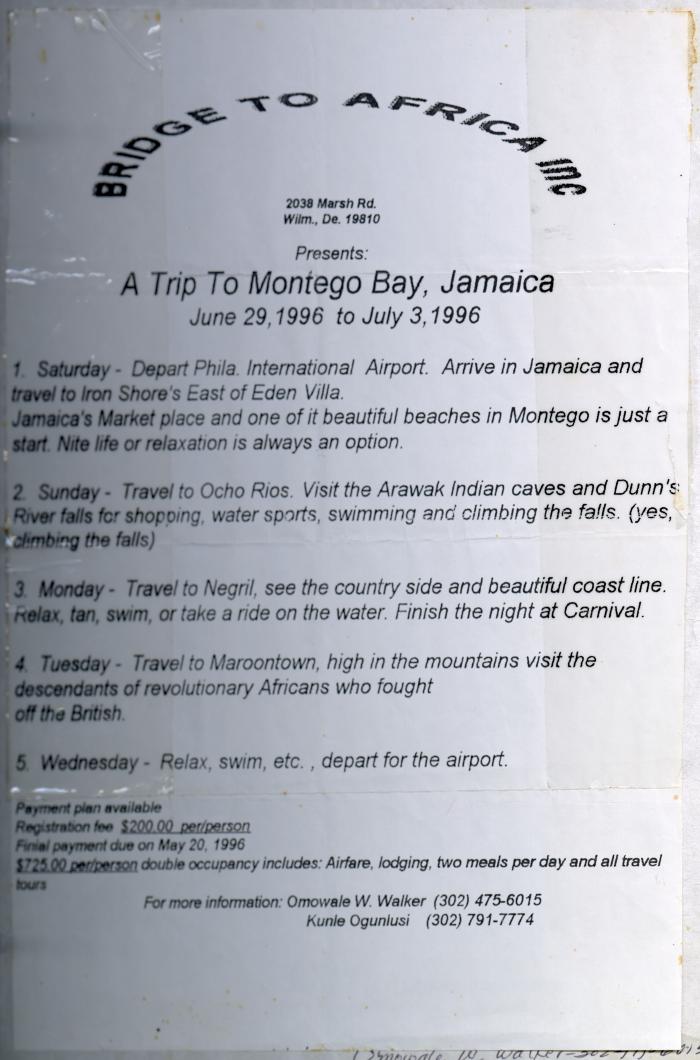 BRIDGE TO AFRICA INC
2038 Marsh Rd.
Wilm., De. 19810
Presents:
A Trip To Montego Bay, Jamaica
June 29,1996 to July 3,1996
1. Saturday - Depart Phila. International Airport. Arrive in Jamaica and
travel to Iron Shore's East of Eden Villa.
Jamaica's Market place and one of it beautiful beaches in Montego is just a
start. Nite life or relaxation is always an option.
2. Sunday - Travel to Ocho Rios. Visit the Arawak Indian caves and Dunn's
River falls for shopping, water sports, swimming and climbing the falls. (yes,
climbing the falls)
3. Monday - Travel to Negril, see the country side and beautiful coast line.
Relax, tan, swim, or take a ride on the water. Finish the night at Carnival.
4. Tuesday - Travel to Maroontown, high in the mountains visit the
descendants of revolutionary Africans who fought
off the British.
5. Wednesday - Relax, swim, etc. , depart for the airport.
Payment plan available
Registration fee $200.00 per/person
Finial payment due on May 20, 1996
$725.00 per/person double occupancy includes: Airfare, lodging, two meals per day and all travel
tours
For more information: Omowale W. Walker (302) 475-6015
Kunle Ogunlusi (302) 791-7774
Omowale W. Walker